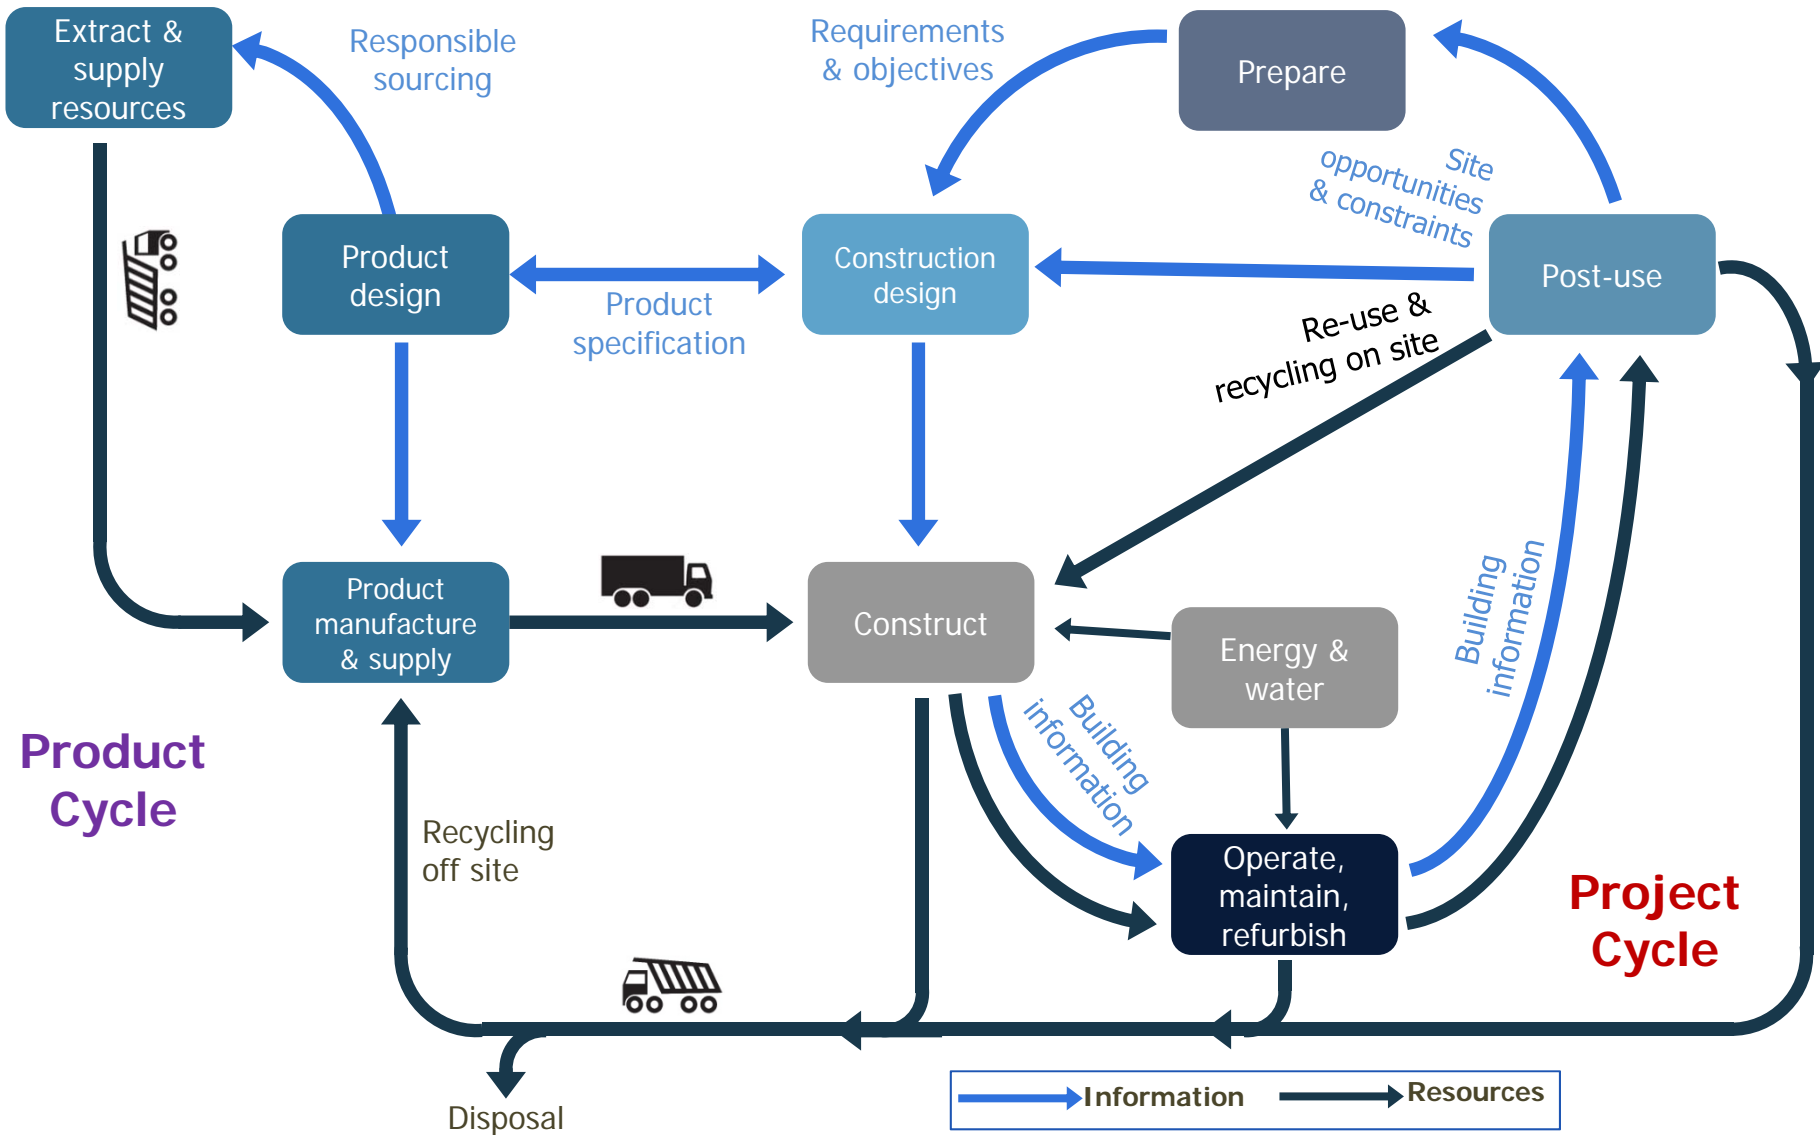 Extract &
supply
resources
Responsible
sourcing
Requirements
& objectives
Prepare
Site
opportunities
& constraints
Product
design
Product
specification
Construction
design
Post-use
Re-use &
recycling on site
Product
manufacture
& supply
Construct
Energy &
water
Building
information
Building
information
Product
Cycle
Recycling
off site
Operate,
maintain,
refurbish
Project
Cycle
Disposal
Information
Resources